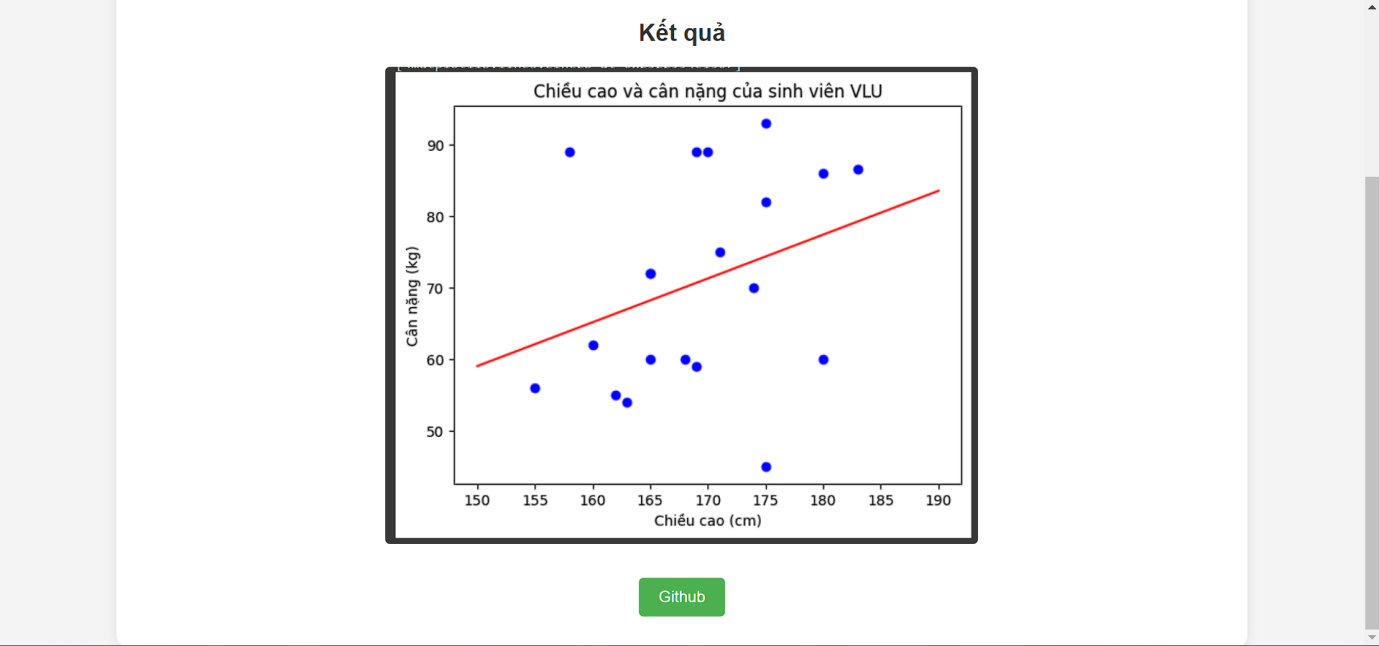 Kết quả
Chiều cao và cân nặng của sinh viên VLU
90
80
70
60
50
Cân nặng (kg)
150 155 160 165 170 175 180 185 190
Chiều cao (cm)
Github